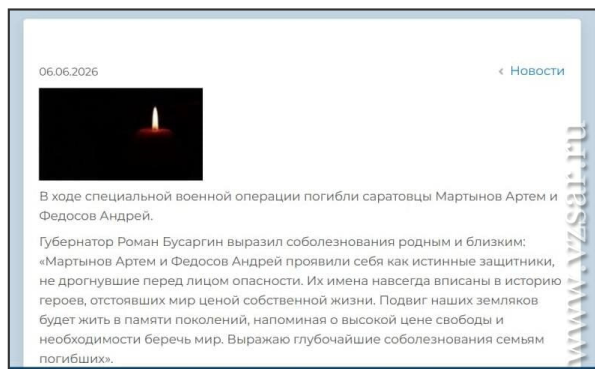 06.06.2026
‹ Новости
В ходе специальной военной операции погибли саратовцы Мартынов Артем и
Федосов Андрей.
Губернатор Роман Бусаргин выразил соболезнования родным и близким:
«Мартынов Артем и Федосов Андрей проявили себя как истинные защитники,
не дрогнувшие перед лицом опасности. Их имена навсегда вписаны в историю
героев, отстоявших мир ценой собственной жизни. Подвиг наших земляков
будет жить в памяти поколений, напоминая о высокой цене свободы и
необходимости беречь мир. Выражаю глубочайшие соболезнования семьям
погибших».
www.vzsar.ru